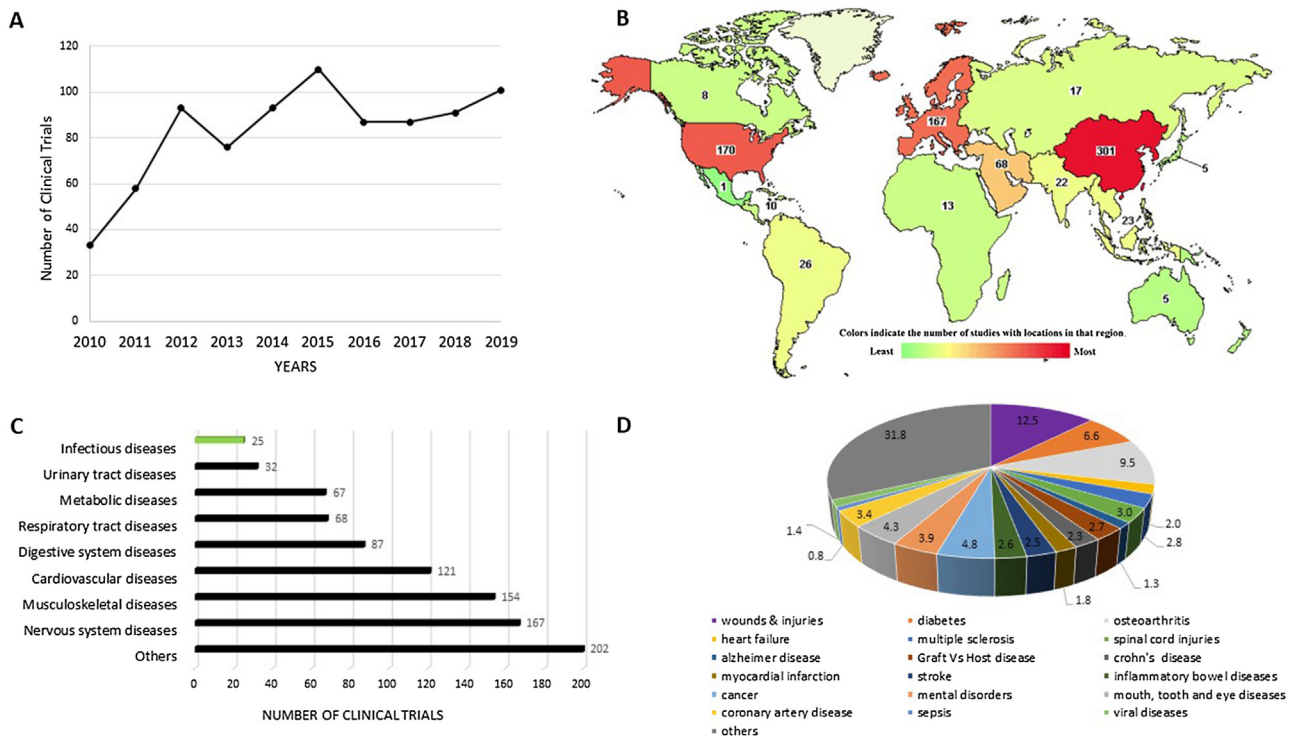 A
120
100
80
60
40
20
0
Number of Clinical Trials
2010 2011 2012 2013 2014 2015 2016 2017 2018 2019
YEARS
B
8
170
1
10
26
167
13
68
17
301
22
23
5
5
Colors indicate the number of studies with locations in that region.
Least Most
C
Infectious diseases 25
Urinary tract diseases 32
Metabolic diseases 67
Respiratory tract diseases 68
Digestive system diseases 87
Cardiovascular diseases 121
Musculoskeletal diseases 154
Nervous system diseases 167
Others 202
0 20 40 60 80 100 120 140 160 180 200
NUMBER OF CLINICAL TRIALS
D
12.5
6.6
9.5
2.0
2.8
3.0
1.3
2.7
2.3
1.8
2.5
2.6
4.8
3.9
4.3
3.4
0.8
1.4
31.8
wounds & injuries diabetes osteoarthritis
heart failure multiple sclerosis spinal cord injuries
alzheimer disease Graft Vs Host disease crohn's disease
myocardial infarction stroke inflammatory bowel diseases
cancer mental disorders mouth, tooth and eye diseases
coronary artery disease sepsis viral diseases
others